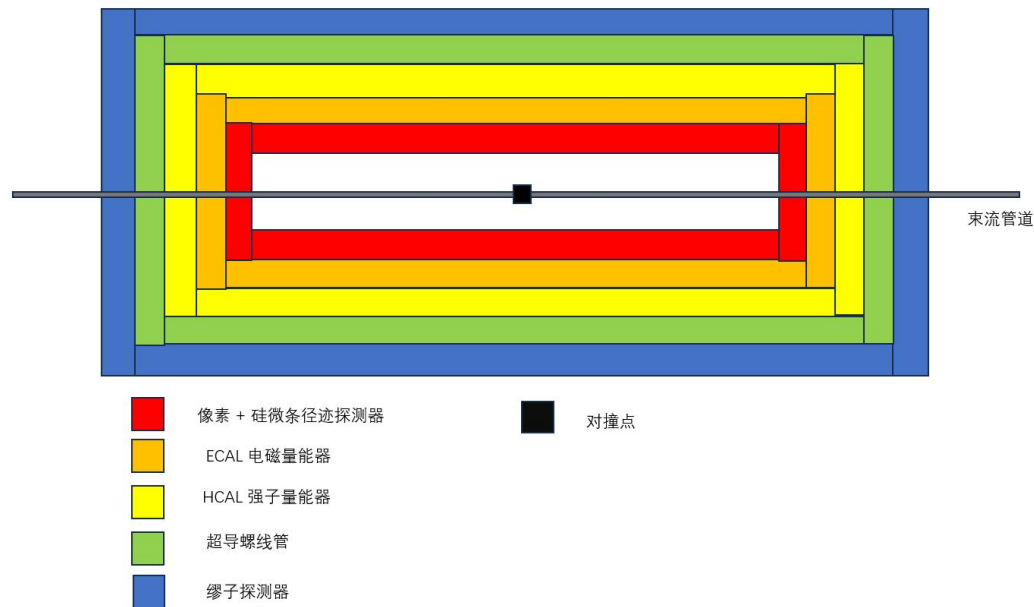 束流管道
像素 + 硅微条径迹探测器
对撞点
ECAL 电磁量能器
HCAL 强子量能器
超导螺线管
缪子探测器